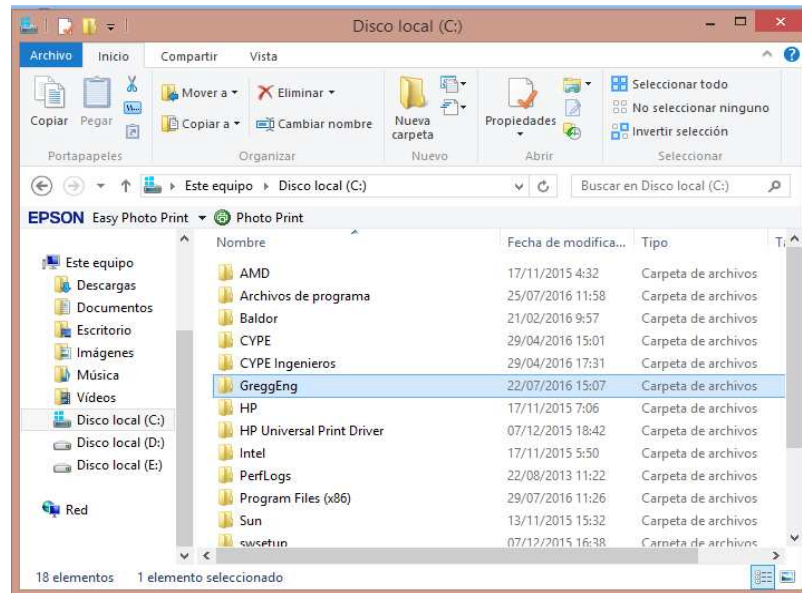 Disco local (C:)
Archivo Inicio Compartir Vista
Copiar Pegar
Mover a
Copiar a
Eliminar
Cambiar nombre
Nueva
carpeta
Propiedades
Seleccionar todo
No seleccionar ninguno
Invertir selección
Portapapeles Organizar Nuevo Abrir Seleccionar
Este equipo Disco local (C:) Buscar en Disco local (C:)
EPSON Easy Photo Print Photo Print
Este equipo
Descargas
Documentos
Escritorio
Imágenes
Música
Vídeos
Disco local (C:)
Disco local (D:)
Disco local (E:)
Red
Nombre Fecha de modifica... Tipo
AMD 17/11/2015 4:32 Carpeta de archivos
Archivos de programa 25/07/2016 11:58 Carpeta de archivos
Baldor 21/02/2016 9:57 Carpeta de archivos
CYPE 29/04/2016 15:01 Carpeta de archivos
CYPE Ingenieros 29/04/2016 17:31 Carpeta de archivos
GreggEng 22/07/2016 15:07 Carpeta de archivos
HP 17/11/2015 7:06 Carpeta de archivos
HP Universal Print Driver 07/12/2015 18:42 Carpeta de archivos
Intel 17/11/2015 5:50 Carpeta de archivos
PerfLogs 22/08/2013 11:22 Carpeta de archivos
Program Files (x86) 29/07/2016 11:26 Carpeta de archivos
Sun 13/11/2015 15:32 Carpeta de archivos
swsetup 07/12/2015 16:38 Carpeta de archivos
18 elementos 1 elemento seleccionado